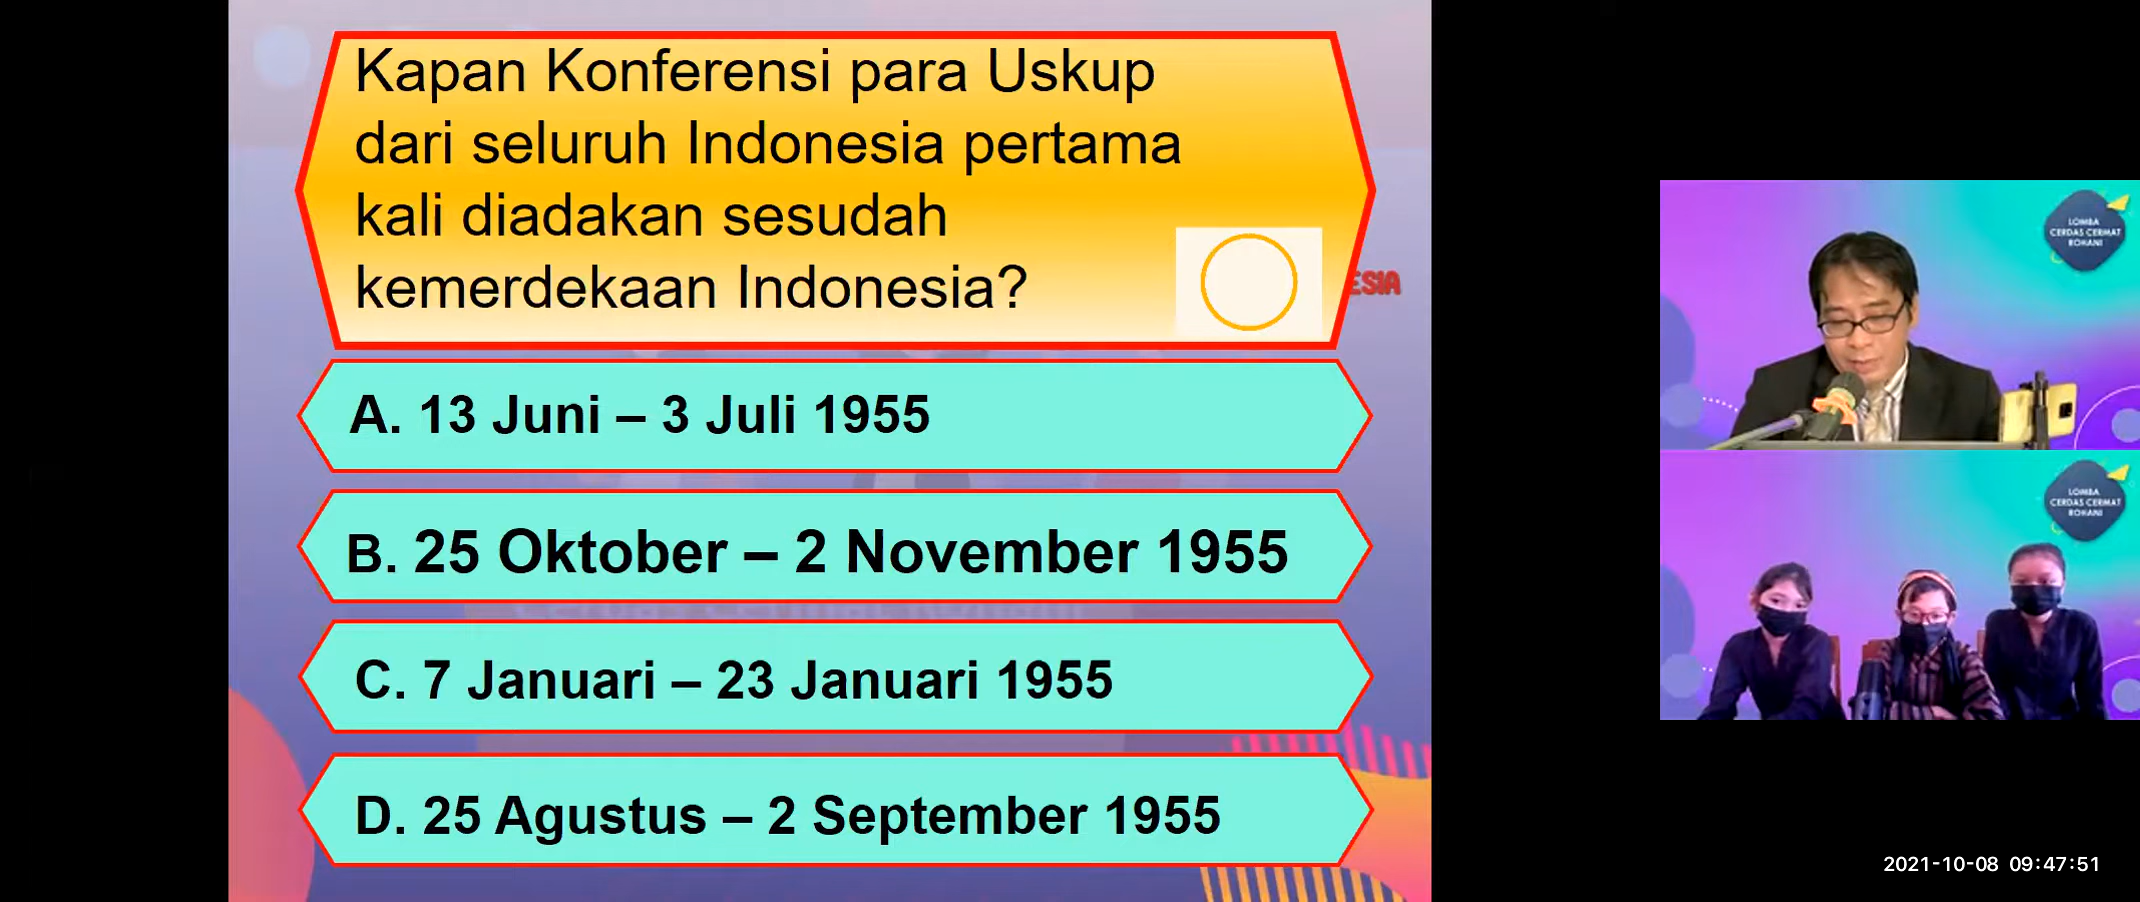 Kapan Konferensi para Uskup
dari seluruh Indonesia pertama
kali diadakan sesudah
kemerdekaan Indonesia?
ESIA
A. 13 Juni – 3 Juli 1955
B. 25 Oktober – 2 November 1955
C. 7 Januari – 23 Januari 1955
D. 25 Agustus – 2 September 1955
LOMBA
CERDAS CERMAT
ROHANI
LOMBA
CERDAS CERMAT
ROHANI
2021-10-08 09:47:51